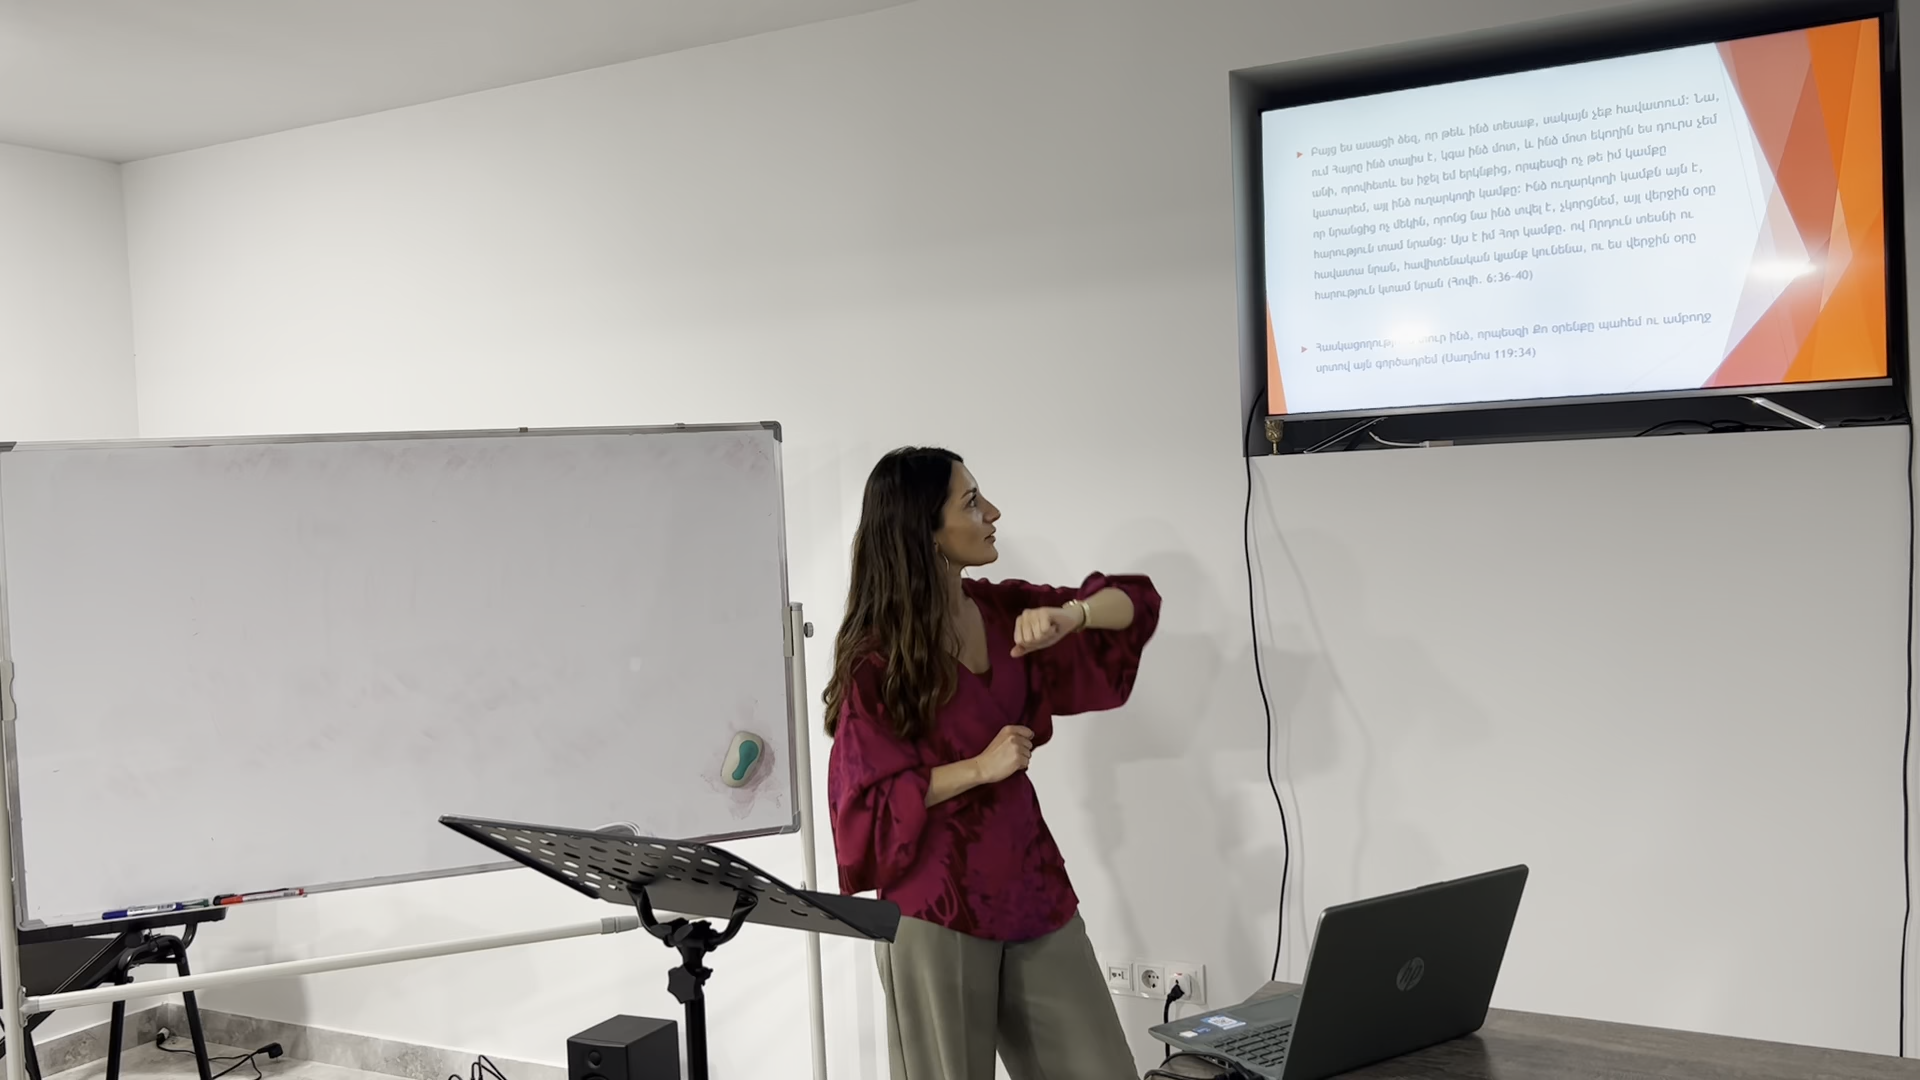 Բայց ես ասացի ձեզ, որ թեև ինձ տեսաք, սակայն չեք հավատում: Նա,
ում Հայրը ինձ տալիս է, կգա ինձ մոտ, և ինձ մոտ եկողին ես դուրս չեմ
անի, որովհետև ես իջել եմ երկնքից, որպեսզի ոչ թե իմ կամքը
կատարեմ, այլ ինձ ուղարկողի կամքը: Ինձ ուղարկողի կամքն այն է,
որ նրանցից ոչ մեկին, որոնց նա ինձ տվել է, չկորցնեմ, այլ վերջին օրը
հարություն տամ նրանց: Այս է իմ Հոր կամքը. ով Որդուն տեսնի ու
հավատա նրան, հավիտենական կյանք կունենա, ու ես վերջին օրը
հարություն կտամ նրան (Հովհ. 6:36-40)
ինձ, որպեսզի Քո օրենքը պահեմ ու ամբողջ
սրտով այն գործադրեմ (Սաղմոս 119:34)
hp